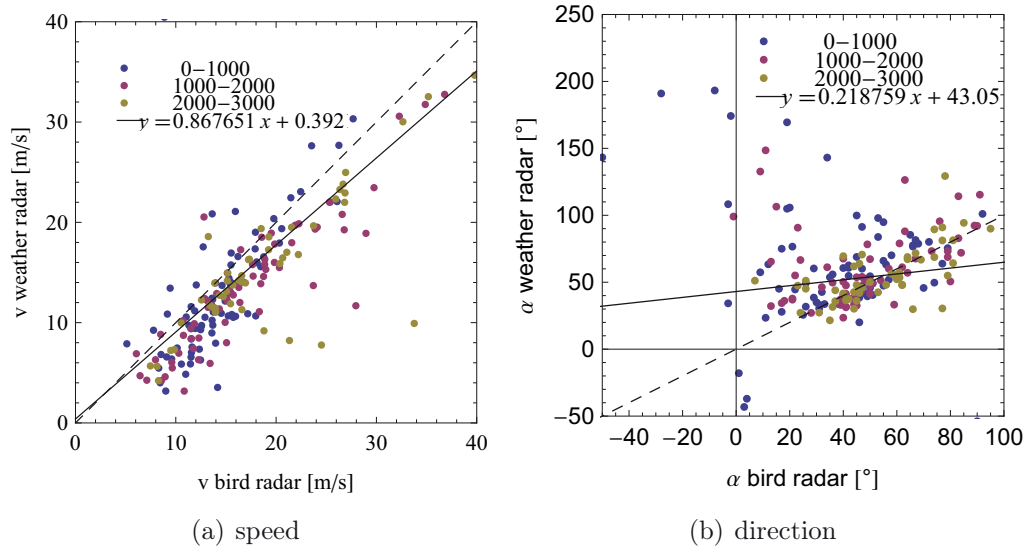 40
30
20
10
0
0 10 20 30 40
v weather radar [m/s]
v bird radar [m/s]
0−1000
1000−2000
2000−3000
y = 0.867651 x + 0.392
(a) speed
250
200
150
100
50
0
−50
−40 −20 0 20 40 60 80 100
α weather radar [°]
α bird radar [°]
0−1000
1000−2000
2000−3000
y = 0.218759 x + 43.05
(b) direction